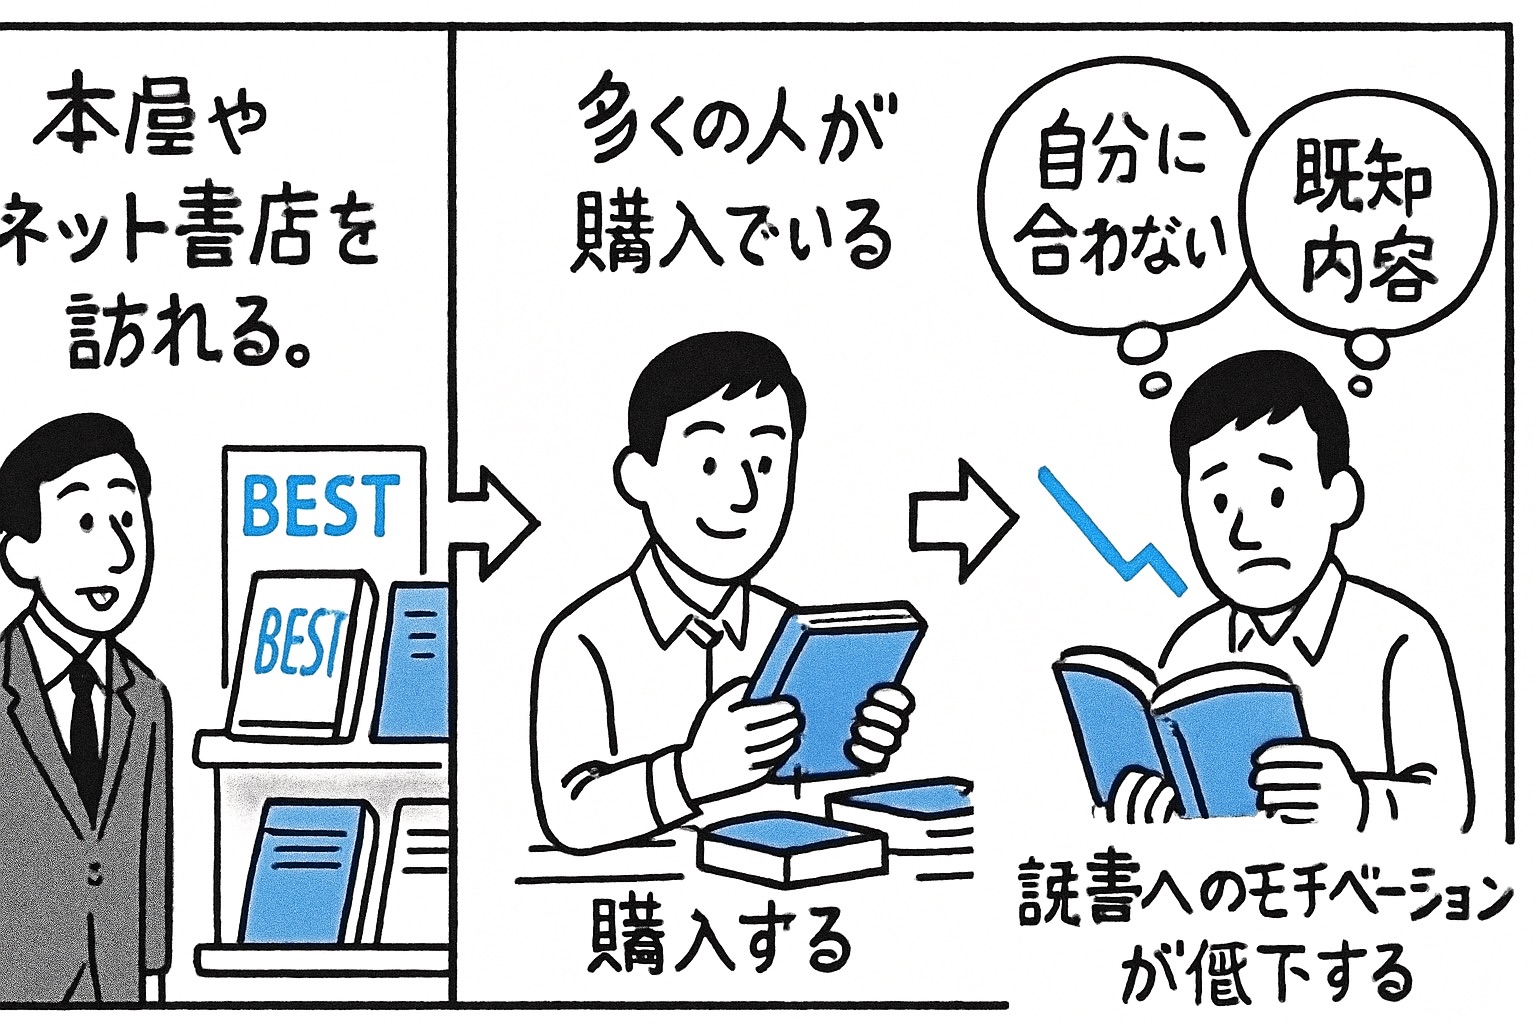 本屋や
ネット書店を
訪れる。
BEST
BEST
多くの人が
購入でいる
購入する
自分に
合わない
既知
内容
読書へのモチベーション
が低下する